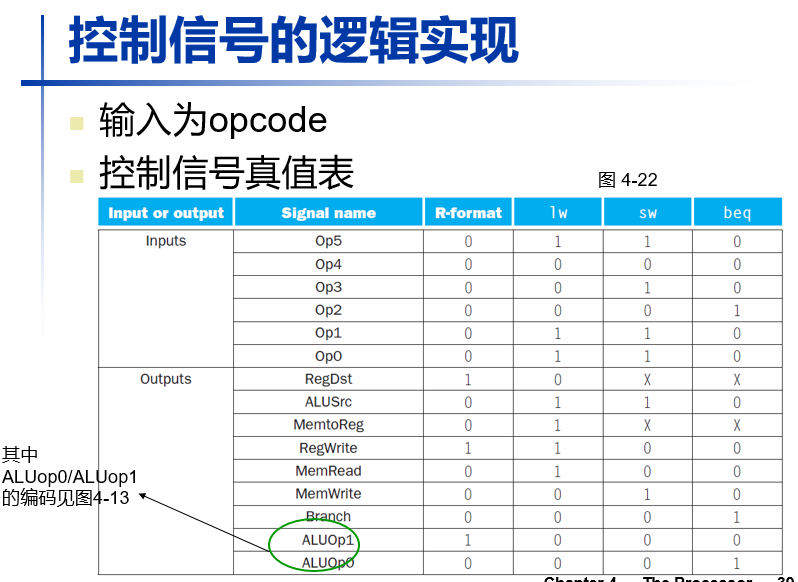 控制信号的逻辑实现
输入为opcode
控制信号真值表
图 4-22
Input or output Signal name R-format lw sw beq
Inputs Op5 0 1 1 0
Op4 0 0 0 0
Op3 0 0 1 0
Op2 0 0 0 1
Op1 0 1 1 0
Op0 0 1 1 0
Outputs RegDst 1 0 X X
ALUSrc 0 1 1 0
MemtoReg 0 1 X X
RegWrite 1 1 0 0
MemRead 0 1 0 0
MemWrite 0 0 1 0
Branch 0 0 0 1
ALUOp1 1 0 0 0
ALUOp0 0 0 0 1
其中
ALUop0/ALUop1
的编码见图4-13
Chapter 4 — The Processor — 39